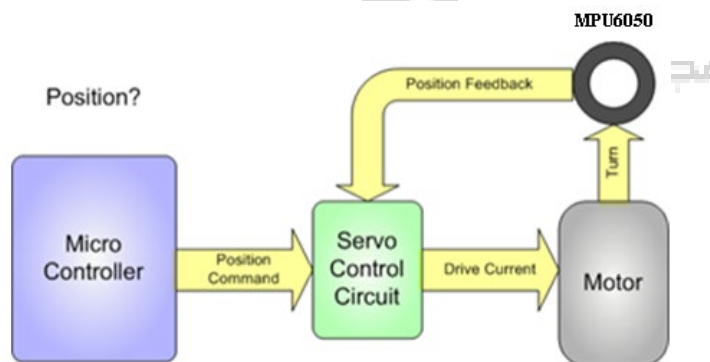 MPU6050
Position Feedback
Position?
Turn
Micro
Controller
Position
Command
Servo
Control
Circuit
Drive Current
Motor